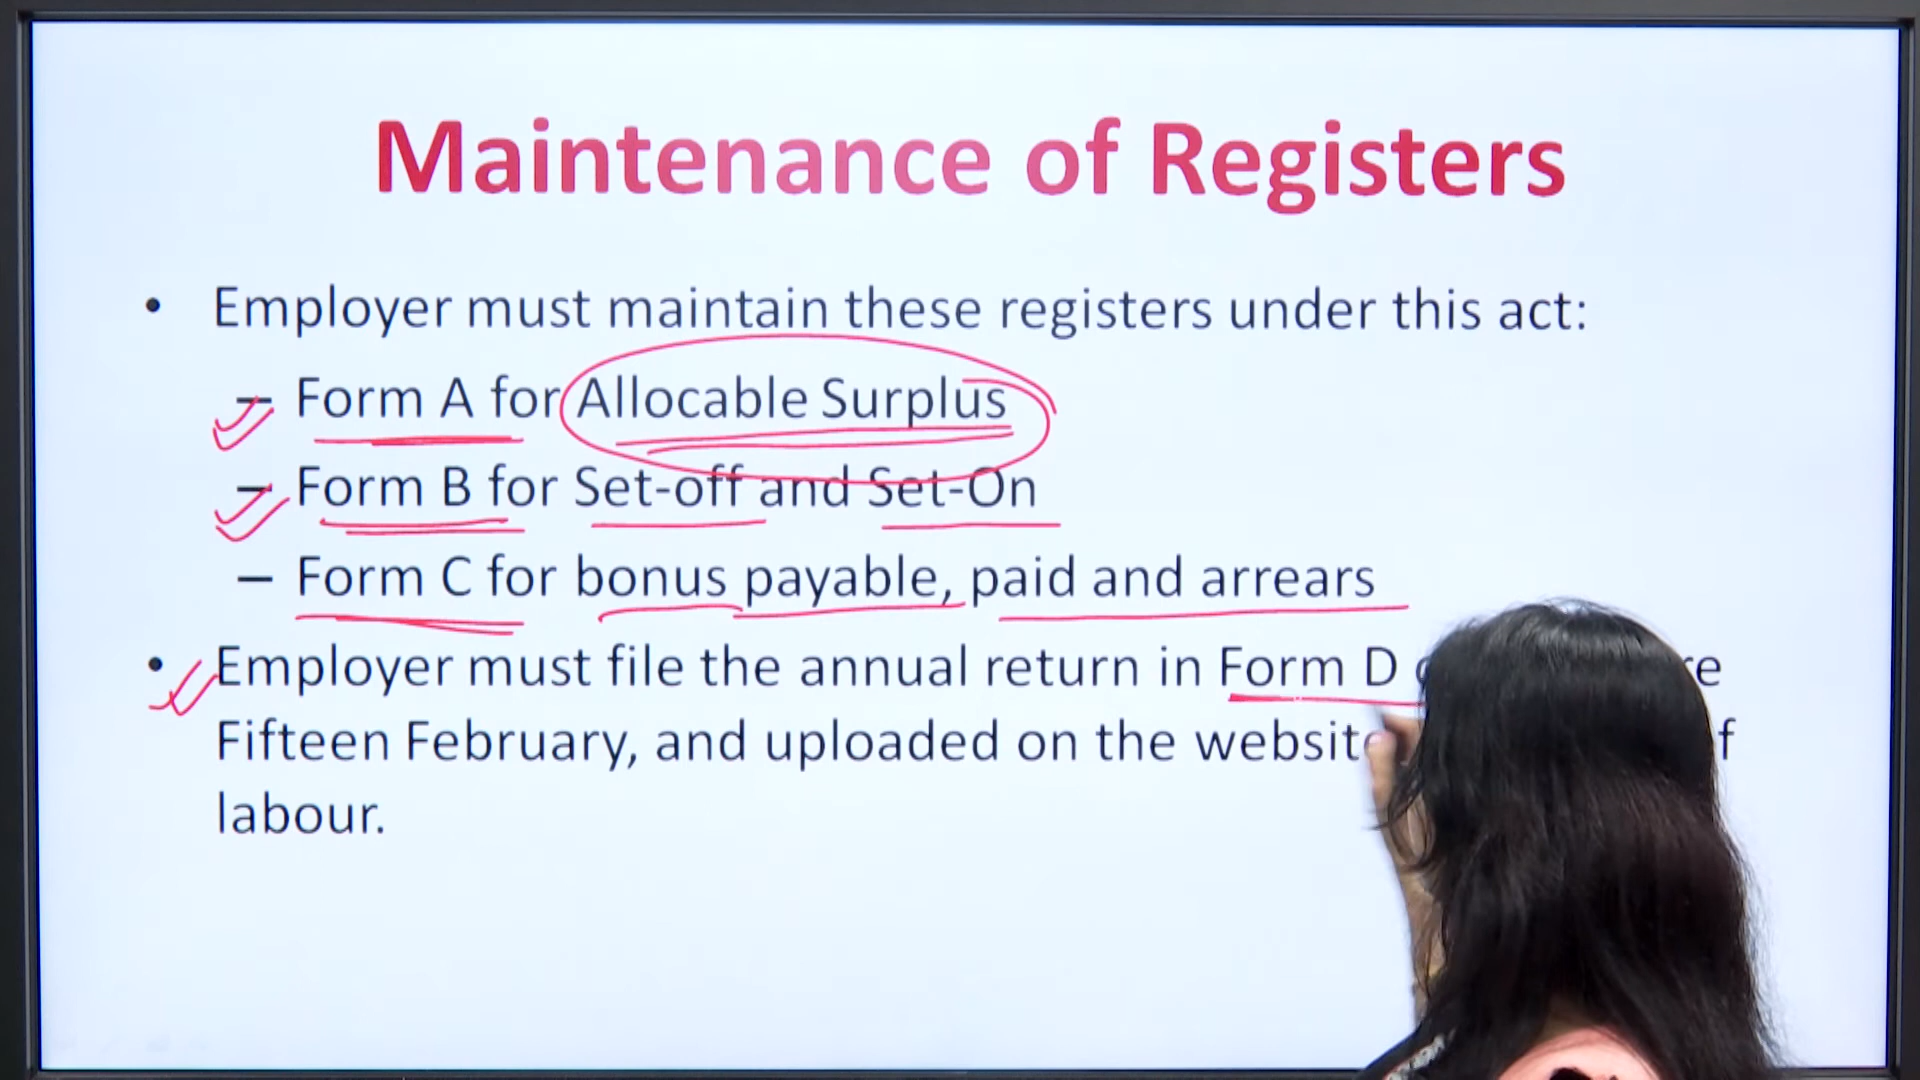 Maintenance of Registers
• Employer must maintain these registers under this act:
– Form A for Allocable Surplus
– Form B for Set-off and Set-On
– Form C for bonus payable, paid and arrears
• Employer must file the annual return in Form D
Fifteen February, and uploaded on the website
labour.